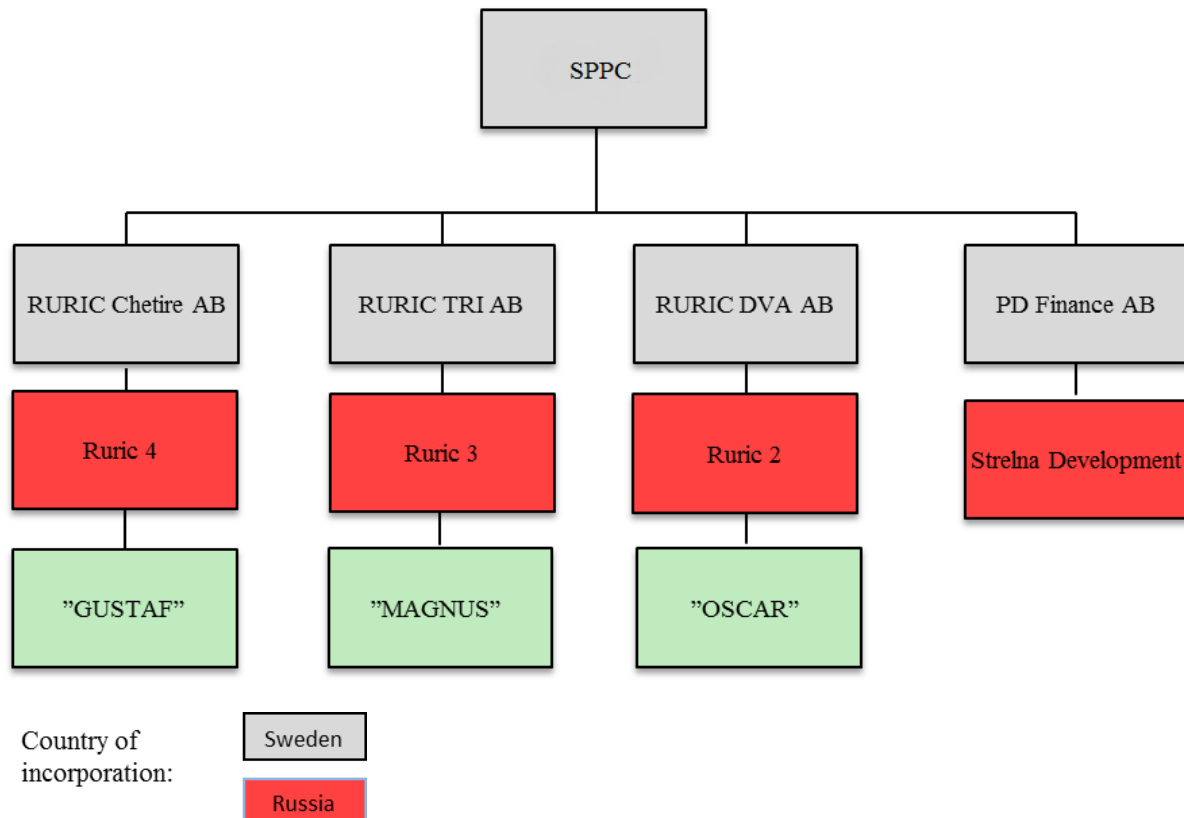 SPPC
RURIC Chetire AB
RURIC TRI AB
RURIC DVA AB
PD Finance AB
Ruric 4
Ruric 3
Ruric 2
Strelna Development
”GUSTAF”
”MAGNUS”
”OSCAR”
Country of
incorporation:
Sweden
Russia